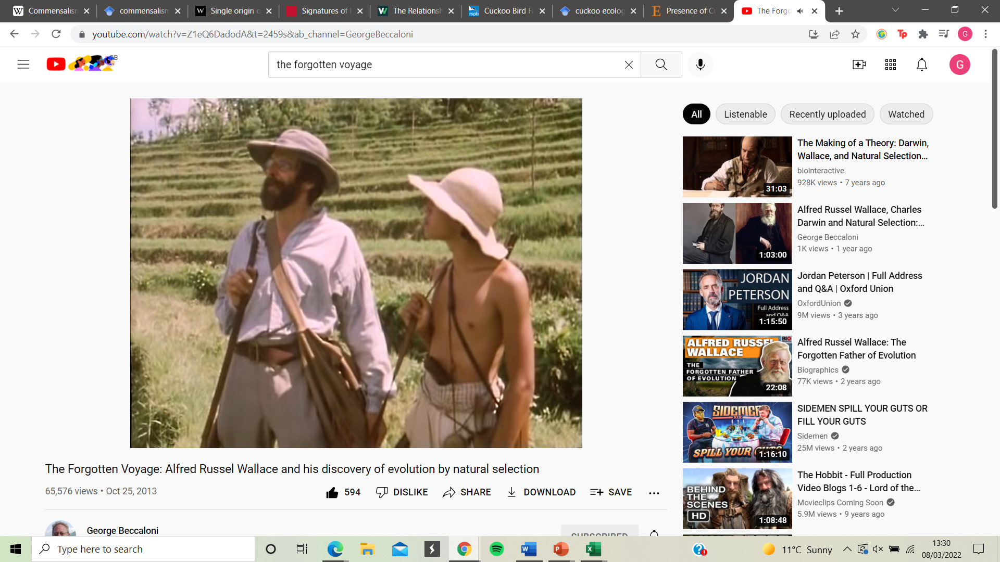 Commensalism
commensalism
Single origin o
Signatures of
The Relationsh
Cuckoo Bird Fa
cuckoo ecolog
Presence of Cu
The Forgo
youtube.com/watch?v=Z1eQ6DadodA&t=2459s&ab_channel=GeorgeBeccaloni
G
GB
the forgotten voyage
G
All
Listenable
Recently uploaded
Watched
The Making of a Theory: Darwin,
Wallace, and Natural Selection...
biointeractive
928K views • 7 years ago
31:03
Alfred Russel Wallace, Charles
Darwin and Natural Selection:...
George Beccaloni
1K views • 1 year ago
1:03:00
JORDAN
PETERSON
Full Address
and Q&A
1:15:50
Jordan Peterson | Full Address
and Q&A | Oxford Union
OxfordUnion
9M views • 3 years ago
ALFRED RUSSEL
WALLACE
THE
FORGOTTEN FATHER
OF EVOLUTION
BIO
22:08
Alfred Russel Wallace: The
Forgotten Father of Evolution
Biographics
77K views • 2 years ago
SIDEMEN
XIX
SPILL YOUR GUTS
1:16:10
SIDEMEN SPILL YOUR GUTS OR
FILL YOUR GUTS
Sidemen
25M views • 2 years ago
BEHIND
THE
SCENES
HD
1:08:48
The Hobbit - Full Production
Video Blogs 1-6 - Lord of the...
Movieclips Coming Soon
5.9M views • 9 years ago
The Forgotten Voyage: Alfred Russel Wallace and his discovery of evolution by natural selection
65,576 views • Oct 25, 2013
594
DISLIKE
SHARE
DOWNLOAD
SAVE
George Beccaloni
SUBSCRIBED
Type here to search
11°C Sunny
13:30
08/03/2022